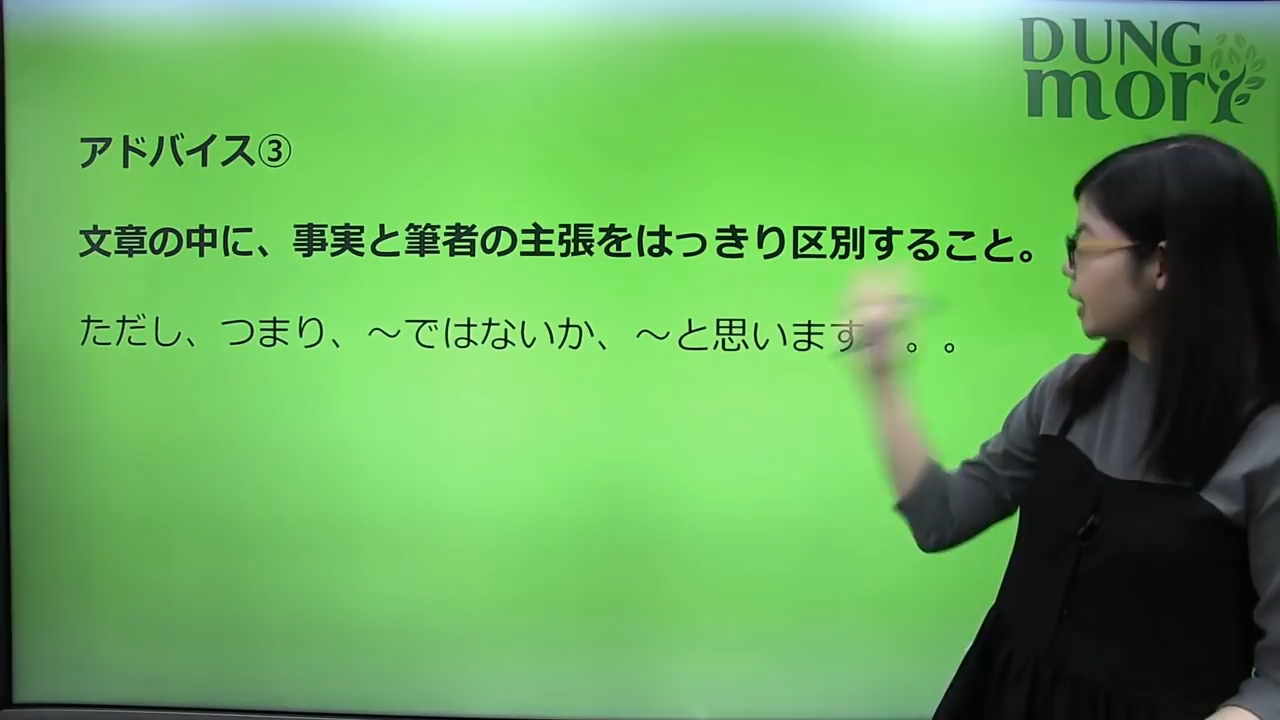 DUNG
mori
アドバイス③
文章の中に、事実と筆者の主張をはっきり区別すること。
ただし、つまり、～ではないか、～と思います。。